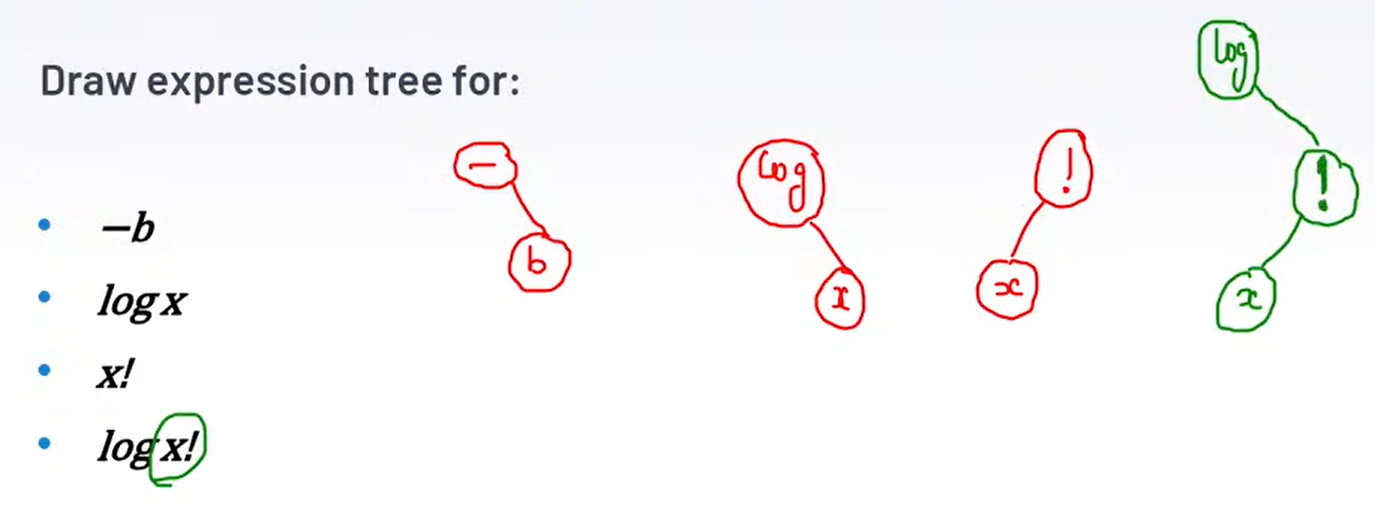 Draw expression tree for:
• −b
• log x
• x!
• log x!
−
b
log
x
!
x
log
!
x